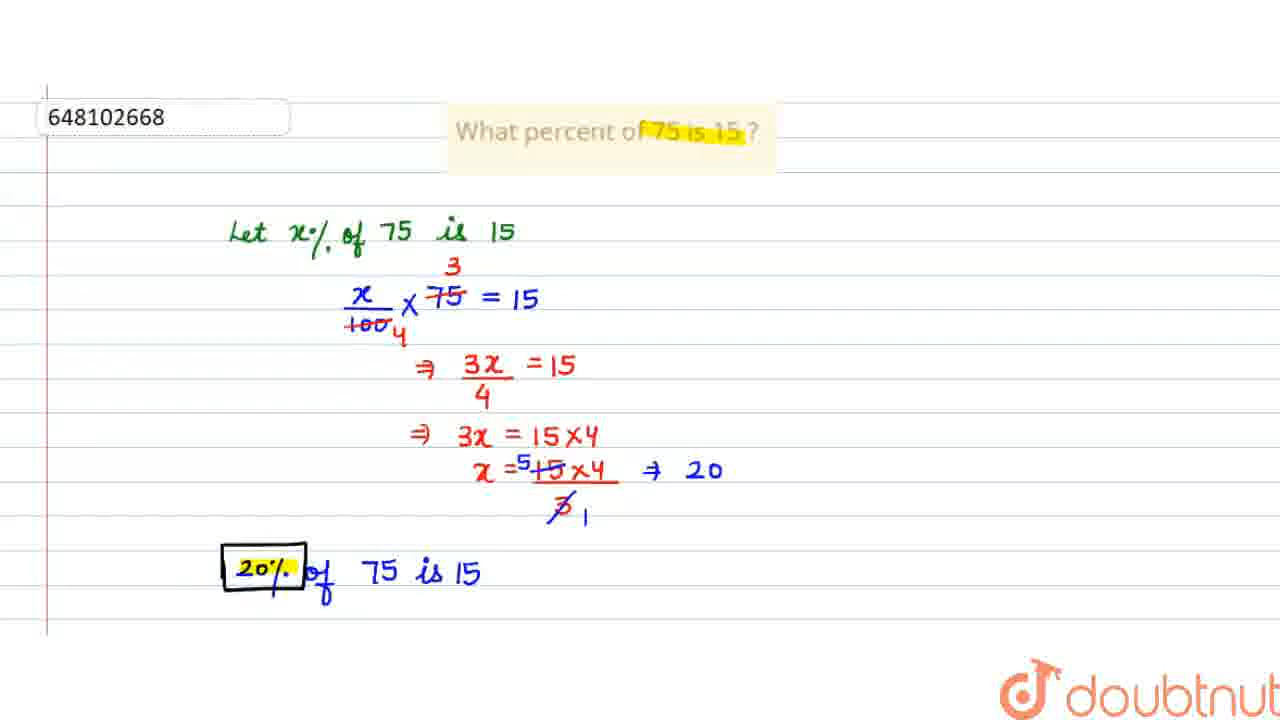 648102668
What percent of 75 is 15 ?
Let x% of 75 is 15
3
x/100 × 75 = 15
4
⇒ 3x/4 = 15
⇒ 3x = 15 × 4
x = 5 15 × 4 / 3 1 ⇒ 20
20% of 75 is 15
doubtnut